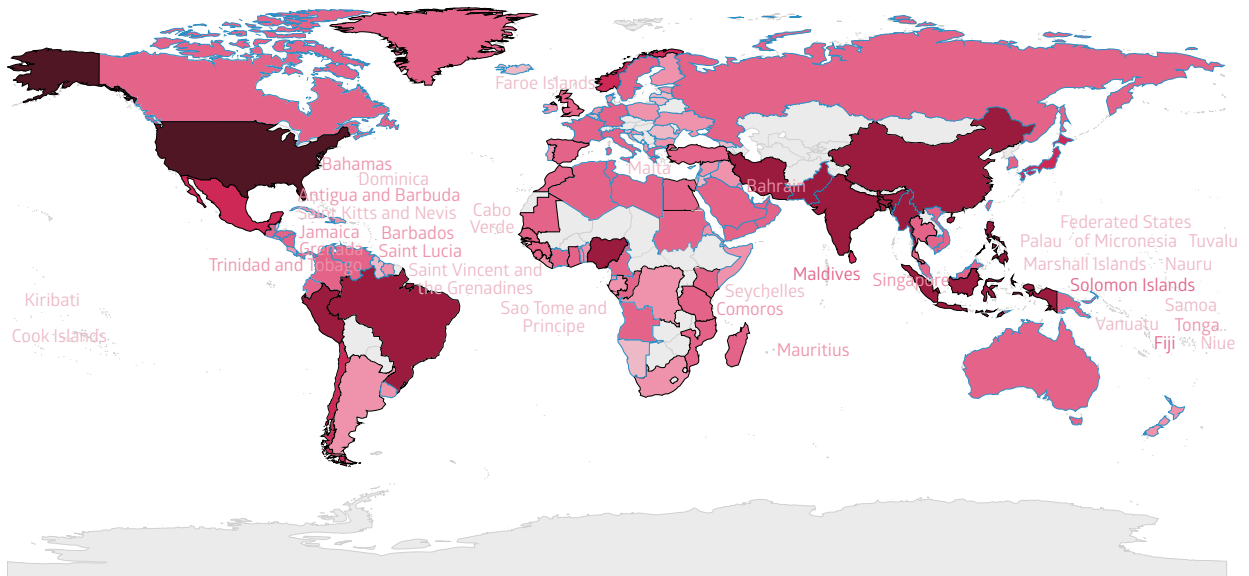 Faroe Islands
Malta
Bahamas
Dominica
Antigua and Barbuda
Saint Kitts and Nevis
Jamaica
Barbados
Grenada
Saint Lucia
Trinidad and Tobago
Saint Vincent and
the Grenadines
Cabo
Verde
Bahrain
Maldives
Singapore
Seychelles
Comoros
Sao Tome and
Principe
Mauritius
Federated States
of Micronesia
Palau
Tuvalu
Marshall Islands
Nauru
Solomon Islands
Samoa
Vanuatu
Tonga..
Fiji
Niue
Kiribati
Cook Islands